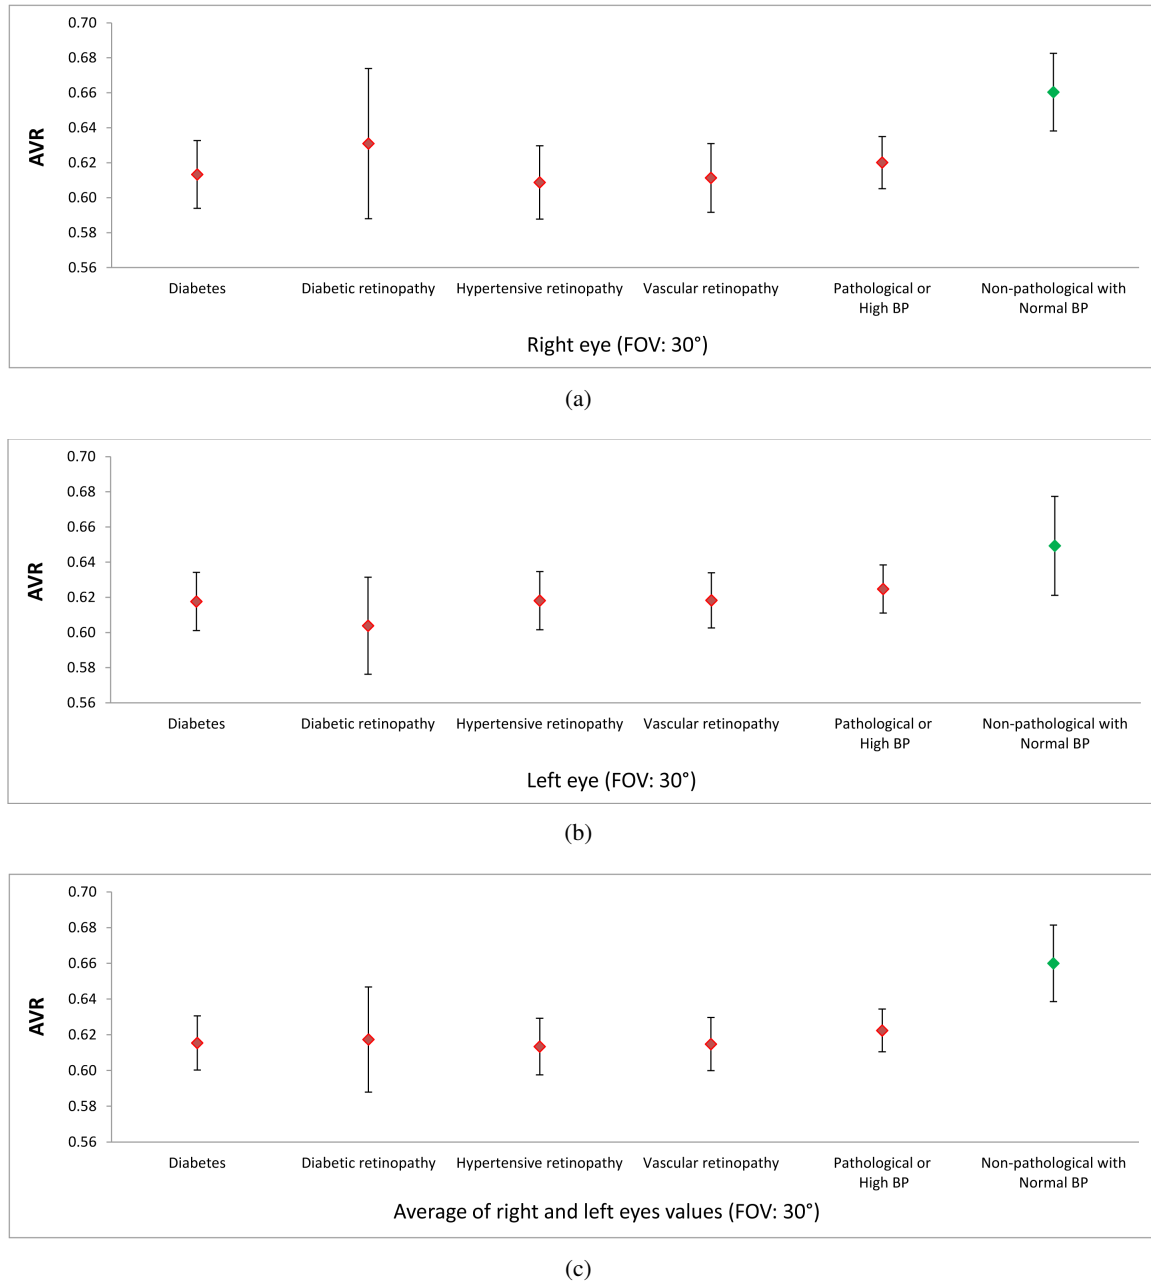 0.70
0.68
0.66
0.64
0.62
0.60
0.58
0.56
AVR
Diabetes
Diabetic retinopathy
Hypertensive retinopathy
Vascular retinopathy
Pathological or
High BP
Non-pathological with
Normal BP
Right eye (FOV: 30°)
(a)
0.70
0.68
0.66
0.64
0.62
0.60
0.58
0.56
AVR
Diabetes
Diabetic retinopathy
Hypertensive retinopathy
Vascular retinopathy
Pathological or
High BP
Non-pathological with
Normal BP
Left eye (FOV: 30°)
(b)
0.70
0.68
0.66
0.64
0.62
0.60
0.58
0.56
AVR
Diabetes
Diabetic retinopathy
Hypertensive retinopathy
Vascular retinopathy
Pathological or
High BP
Non-pathological with
Normal BP
Average of right and left eyes values (FOV: 30°)
(c)